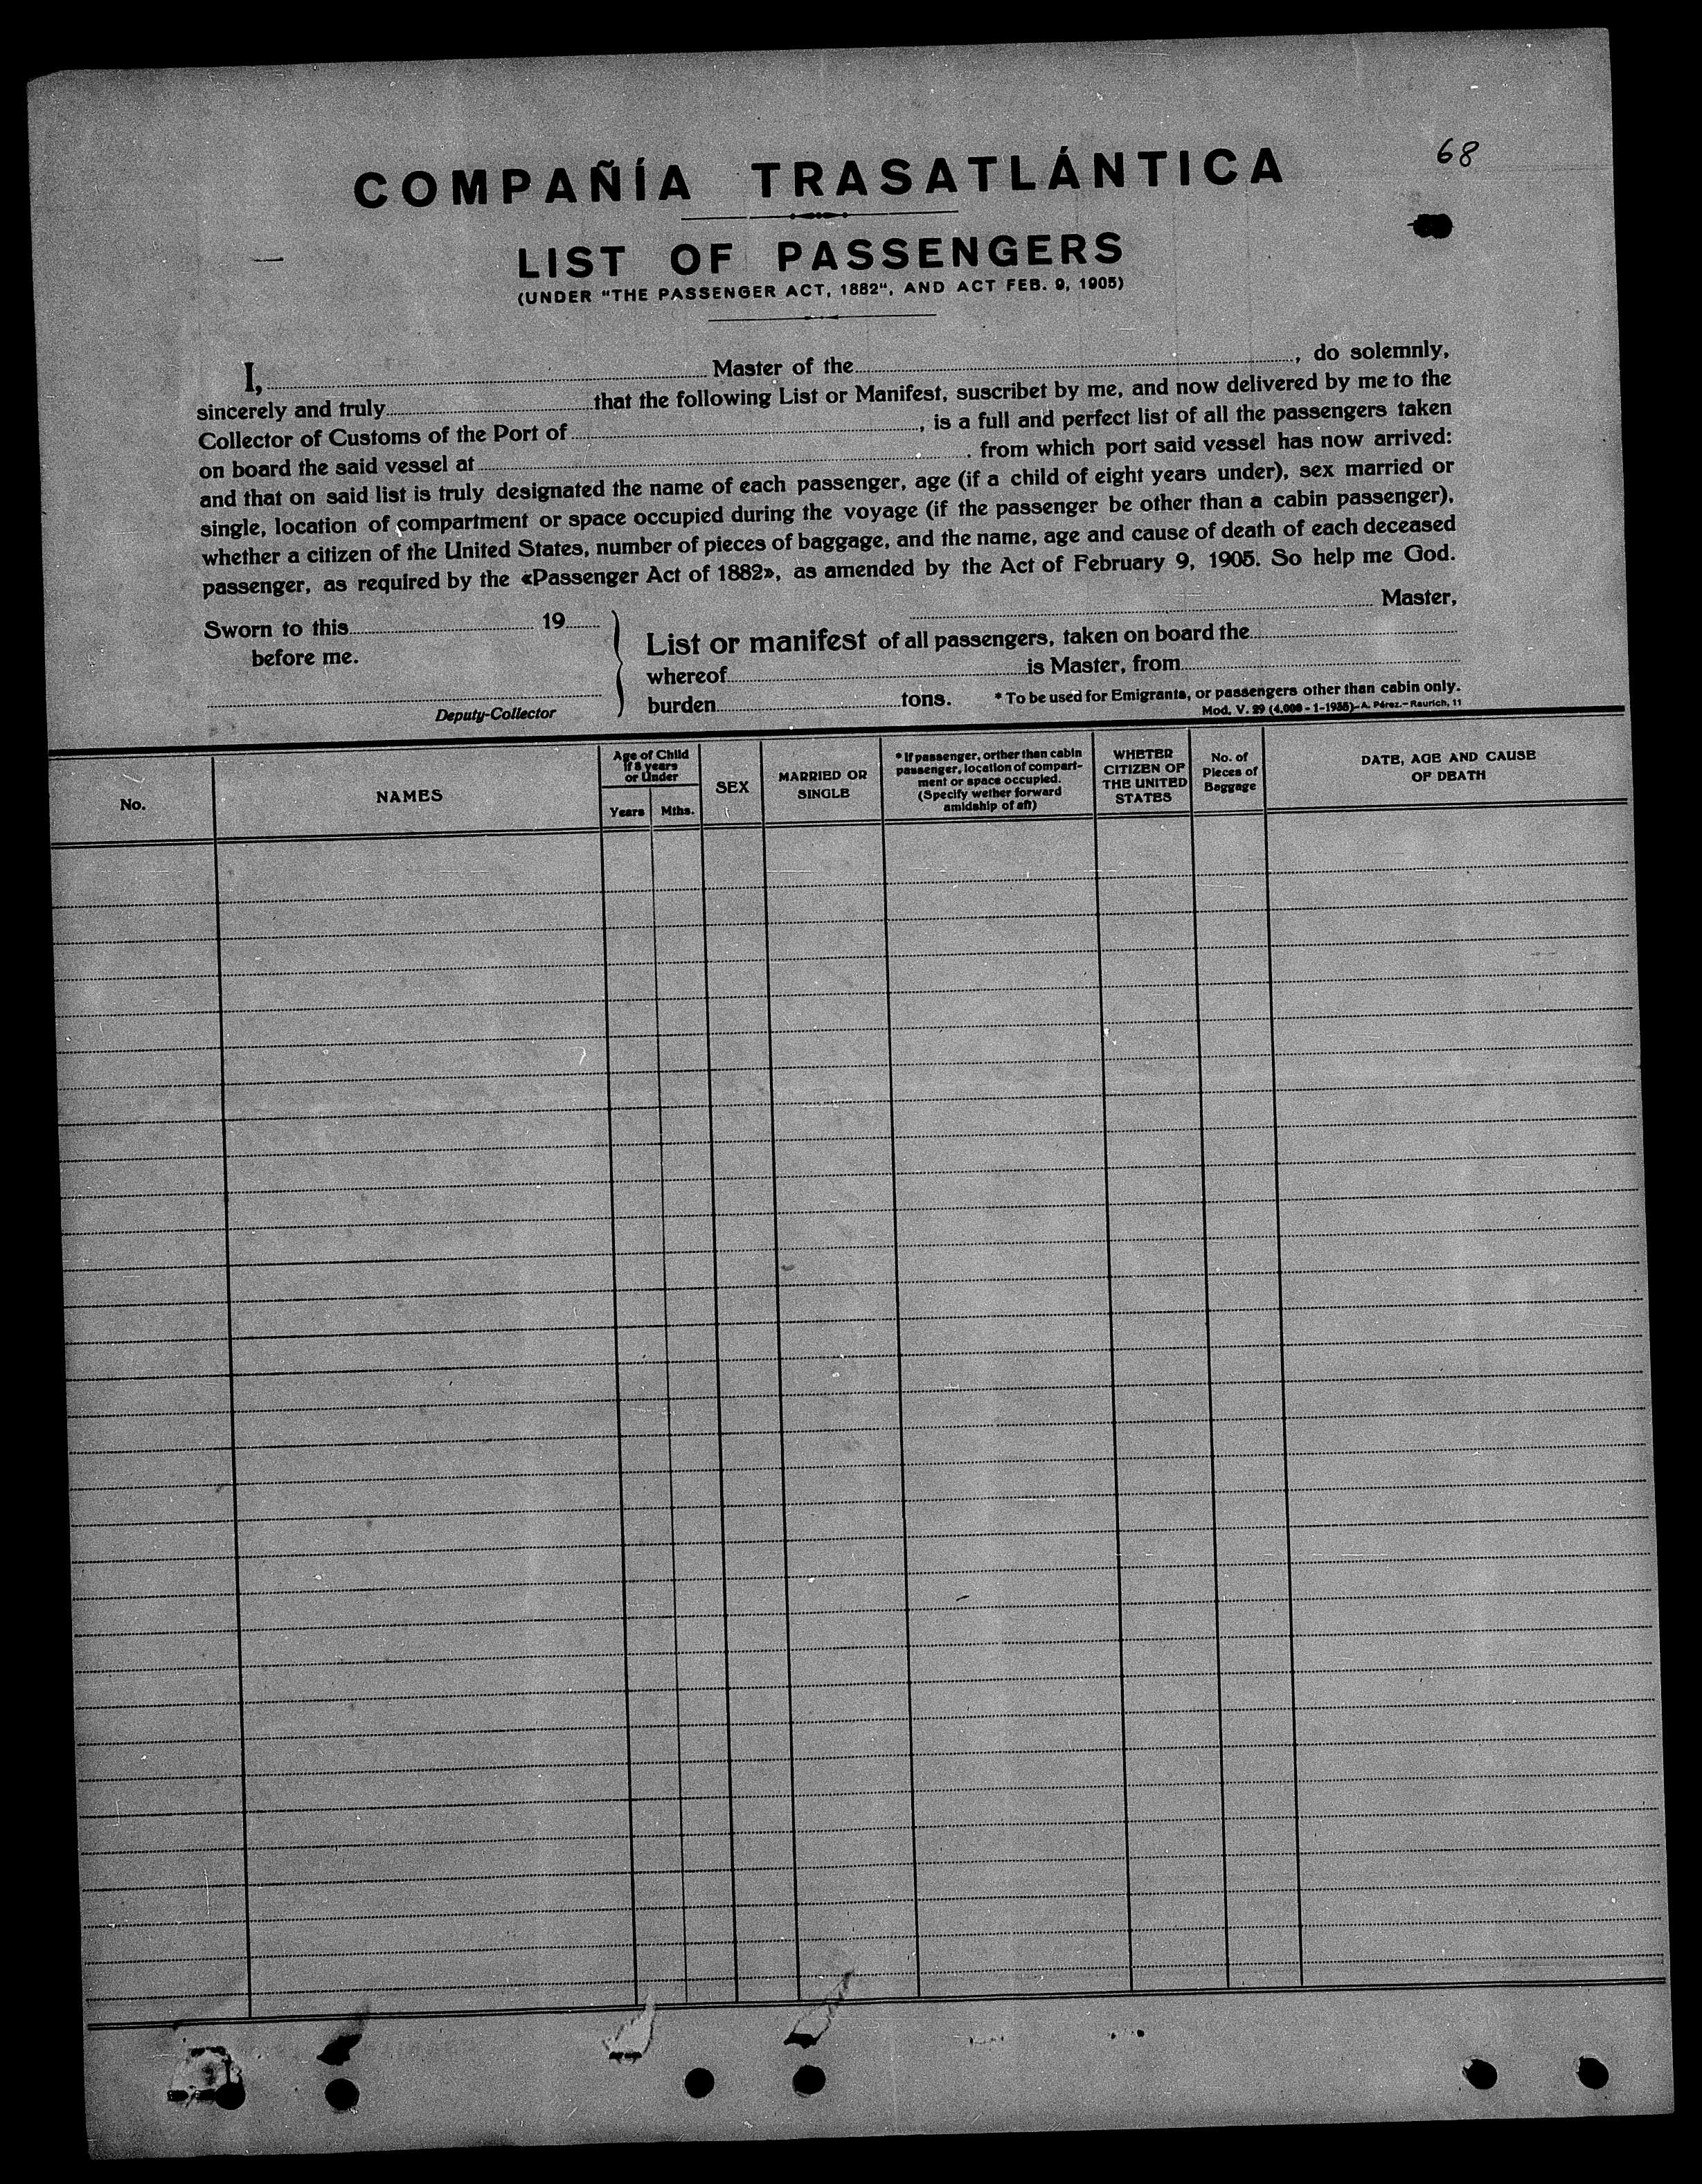 68
COMPAÑÍA TRASATLÁNTICA
LIST OF PASSENGERS
(UNDER "THE PASSENGER ACT, 1882", AND ACT FEB. 9, 1905)
I, Master of the , do solemnly,
sincerely and truly that the following List or Manifest, suscribet by me, and now delivered by me to the
Collector of Customs of the Port of , is a full and perfect list of all the passengers taken
on board the said vessel at . from which port said vessel has now arrived:
and that on said list is truly designated the name of each passenger, age (if a child of eight years under), sex married or
single, location of compartment or space occupied during the voyage (if the passenger be other than a cabin passenger),
whether a citizen of the United States, number of pieces of baggage, and the name, age and cause of death of each deceased
passenger, as required by the «Passenger Act of 1882», as amended by the Act of February 9, 1905. So help me God.
Master,
Sworn to this 19
before me.
Deputy-Collector
List or manifest of all passengers, taken on board the
whereof is Master, from
burden tons. * To be used for Emigrants, or passengers other than cabin only.
Mod. V. 29 (4.000 - 1-1935)-A. Pérez.-Raurich, 11
No.
NAMES
Age of Child
if 8 years
or Under
Years Mths.
SEX
MARRIED OR
SINGLE
* If passenger, orther than cabin
passenger, location of compart-
ment or space occupied.
(Specify wether forward
amidship of aft)
WHETER
CITIZEN OF
THE UNITED
STATES
No. of
Pieces of
Baggage
DATE, AGE AND CAUSE
OF DEATH